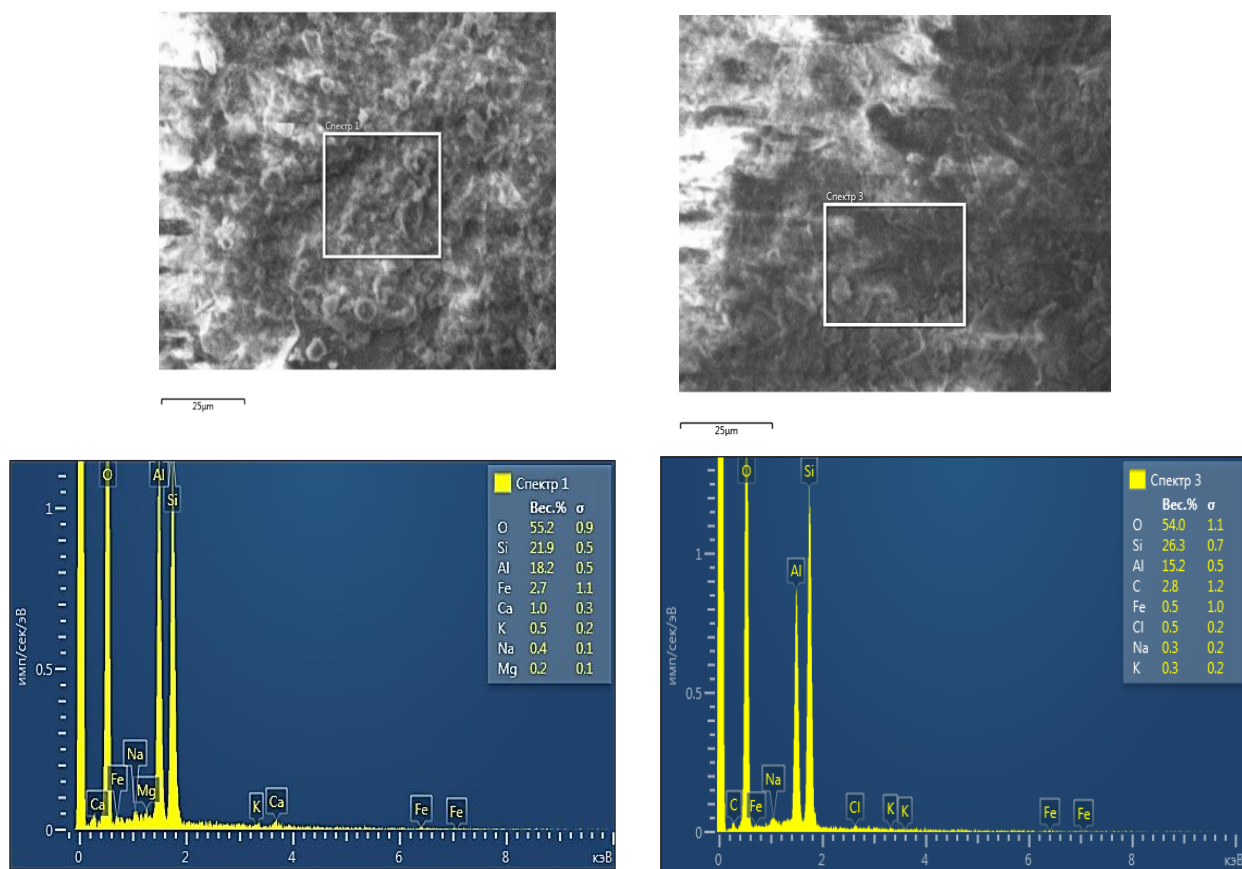 Спектр 1
25µm
Спектр 3
25µm
Спектр 1
Вес.% σ
O 55.2 0.9
Si 21.9 0.5
Al 18.2 0.5
Fe 2.7 1.1
Ca 1.0 0.3
K 0.5 0.2
Na 0.4 0.1
Mg 0.2 0.1
имп/сек/эВ
1
0.5
0
O
Al
Si
Ca
Fe
Na
Mg
K
Ca
Fe
Fe
0 2 4 6 8 кэВ
Спектр 3
Вес.% σ
O 54.0 1.1
Si 26.3 0.7
Al 15.2 0.5
C 2.8 1.2
Fe 0.5 1.0
Cl 0.5 0.2
Na 0.3 0.2
K 0.3 0.2
имп/сек/эВ
1
0.5
0
O
Si
Al
C
Fe
Na
Cl
K
K
Fe
Fe
0 2 4 6 8 кэВ